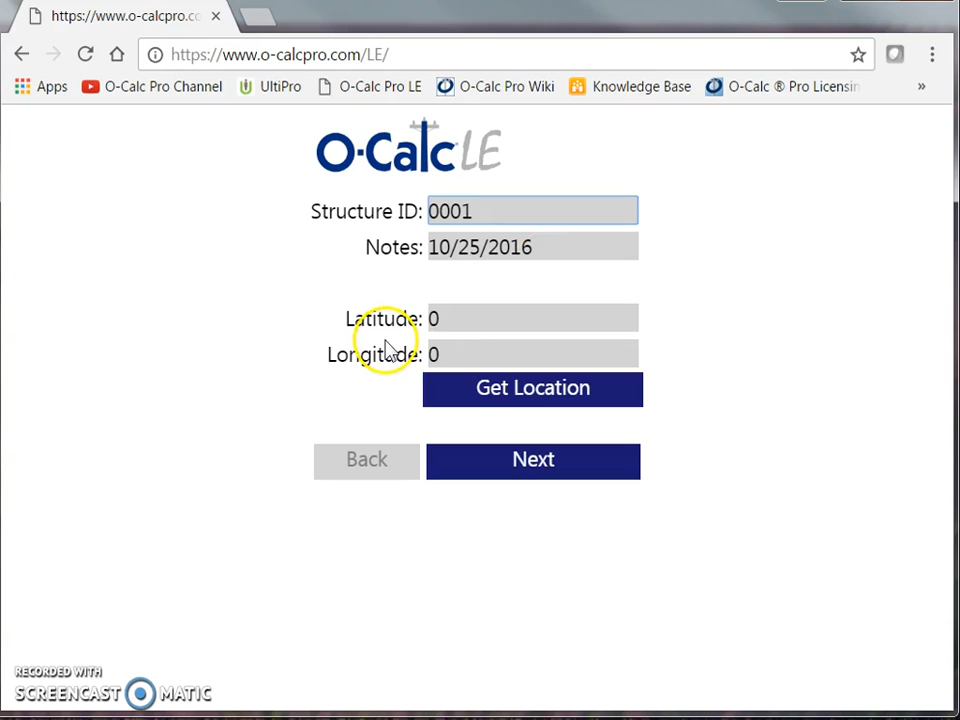 https://www.o-calcpro.co
https://www.o-calcpro.com/LE/
Apps O-Calc Pro Channel UltiPro O-Calc Pro LE O-Calc Pro Wiki Knowledge Base O-Calc ® Pro Licensin »
O-Calc LE
Structure ID: 0001
Notes: 10/25/2016
Latitude: 0
Longitude: 0
Get Location
Back Next
RECORDED WITH
SCREENCAST MATIC